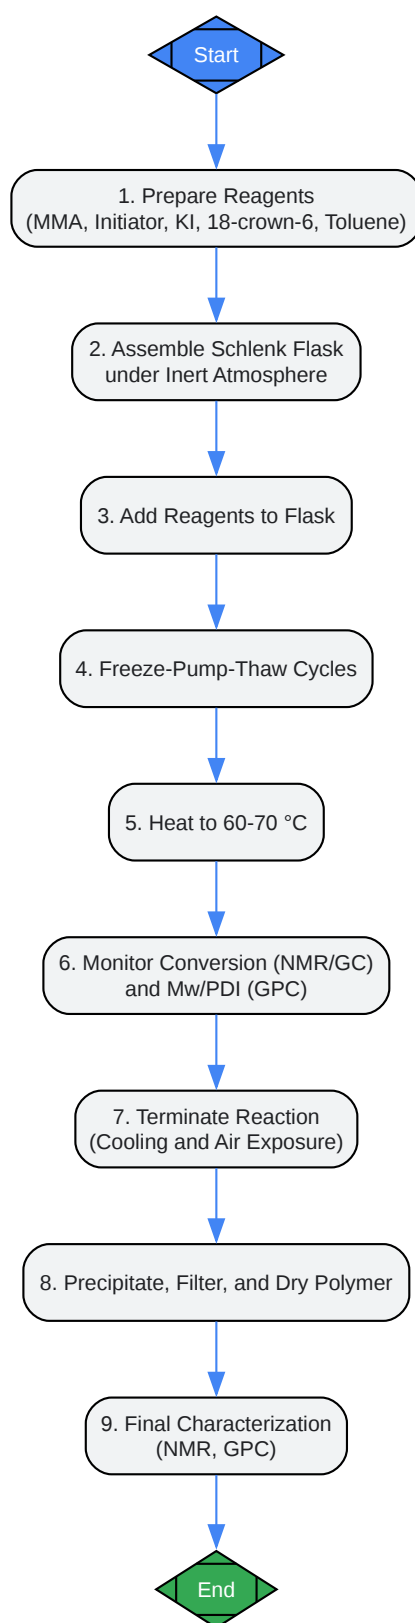 Start
1. Prepare Reagents
(MMA, Initiator, KI, 18-crown-6, Toluene)
2. Assemble Schlenk Flask
under Inert Atmosphere
3. Add Reagents to Flask
4. Freeze-Pump-Thaw Cycles
5. Heat to 60-70 °C
6. Monitor Conversion (NMR/GC)
and Mw/PDI (GPC)
7. Terminate Reaction
(Cooling and Air Exposure)
8. Precipitate, Filter, and Dry Polymer
9. Final Characterization
(NMR, GPC)
End